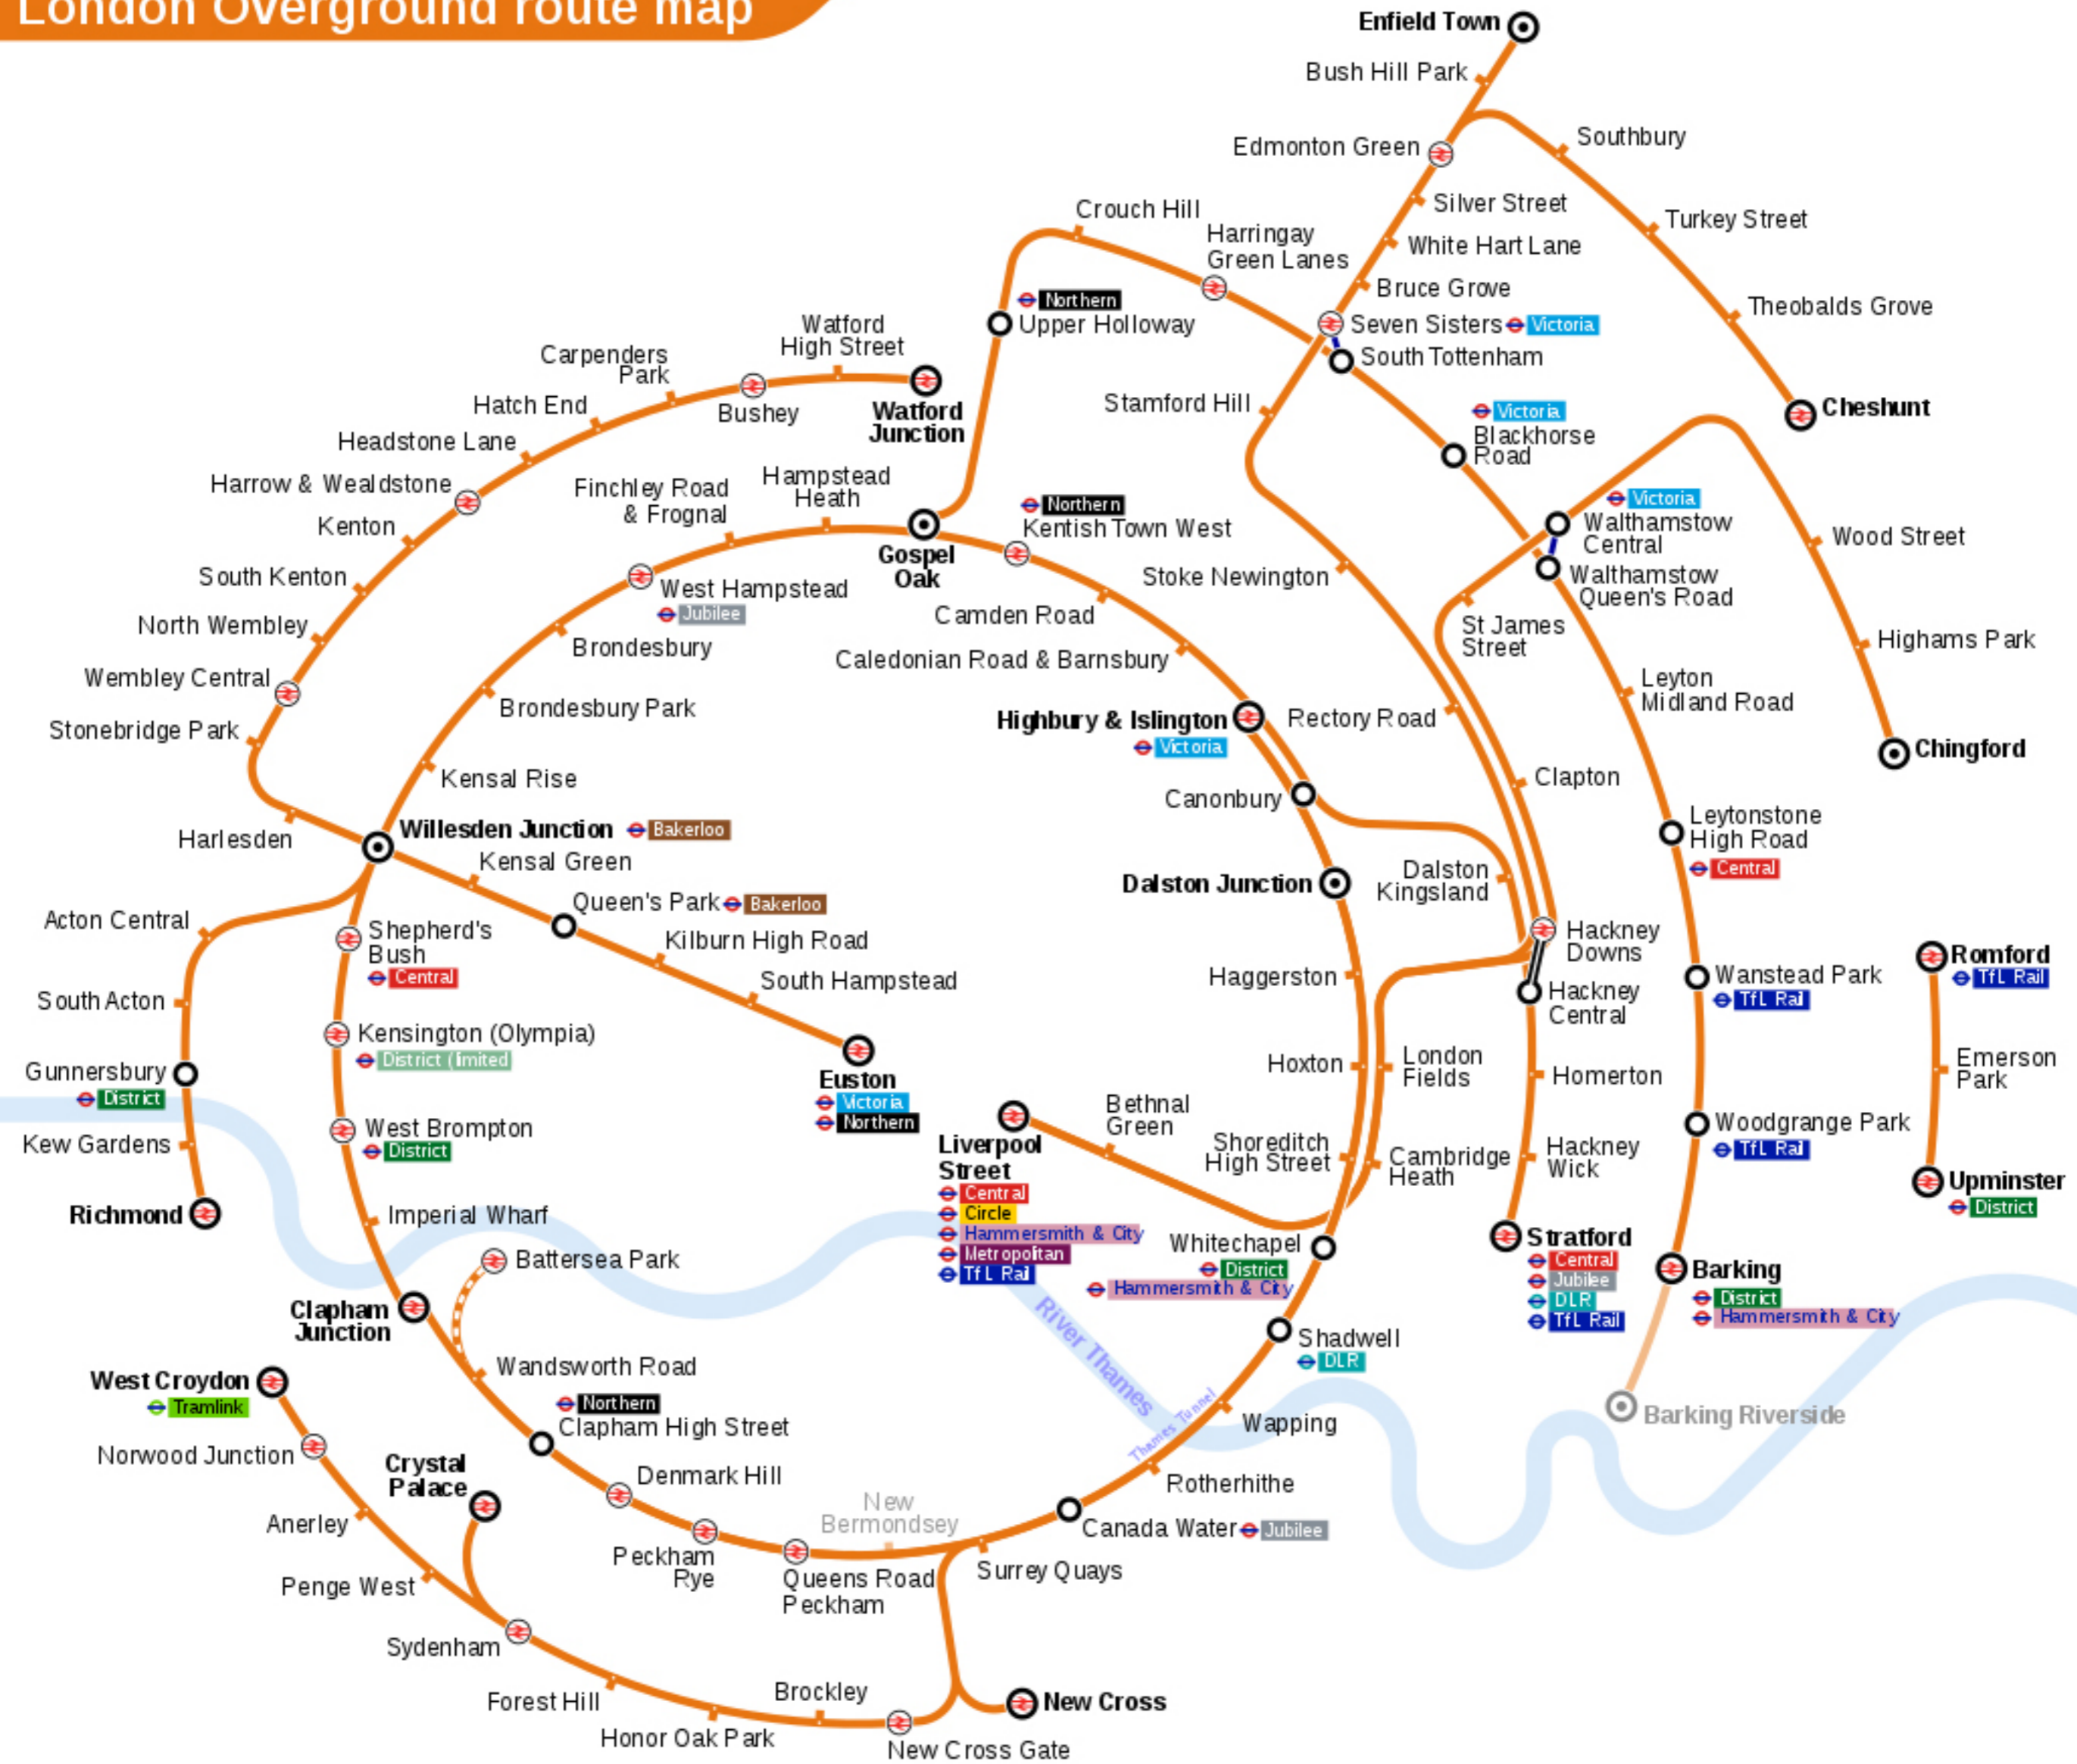 London Overground route map
Enfield Town
Bush Hill Park
Southbury
Edmonton Green
Silver Street
Turkey Street
Crouch Hill
Harringay
Green Lanes
White Hart Lane
Bruce Grove
Theobalds Grove
Northern
Upper Holloway
Seven Sisters
Victoria
South Tottenham
Watford
High Street
Carpenders
Park
Bushey
Watford
Junction
Hatch End
Headstone Lane
Harrow & Wealdstone
Kenton
South Kenton
North Wembley
Wembley Central
Stonebridge Park
Harlesden
Stamford Hill
Cheshunt
Victoria
Blackhorse
Road
Finchley Road
& Frognal
Hampstead
Heath
Gospel
Oak
Northern
Kentish Town West
West Hampstead
Jubilee
Brondesbury
Brondesbury Park
Kensal Rise
Camden Road
Caledonian Road & Barnsbury
Stoke Newington
Victoria
Walthamstow
Central
Walthamstow
Queen's Road
Wood Street
St James
Street
Highams Park
Leyton
Midland Road
Chingford
Highbury & Islington
Victoria
Rectory Road
Clapton
Canonbury
Leytonstone
High Road
Central
Willesden Junction
Bakerloo
Kensal Green
Queen's Park
Bakerloo
Kilburn High Road
South Hampstead
Euston
Victoria
Northern
Dalston Junction
Dalston
Kingsland
Acton Central
South Acton
Gunnersbury
District
Kew Gardens
Richmond
Shepherd's
Bush
Central
Kensington (Olympia)
District (limited
West Brompton
District
Imperial Wharf
Hackney
Downs
Hackney
Central
Haggerston
Hoxton
London
Fields
Homerton
Wanstead Park
TfL Rail
Woodgrange Park
TfL Rail
Romford
TfL Rail
Emerson
Park
Upminster
District
Bethnal
Green
Liverpool
Street
Central
Circle
Hammersmith & City
Metropolitan
TfL Rail
Shoreditch
High Street
Cambridge
Heath
Hackney
Wick
Whitechapel
District
Hammersmith & City
Stratford
Central
Jubilee
DLR
TfL Rail
Barking
District
Hammersmith & City
Barking Riverside
Battersea Park
Clapham
Junction
Wandsworth Road
Northern
Clapham High Street
Denmark Hill
Peckham
Rye
Queens Road
Peckham
New
Bermondsey
Surrey Quays
Canada Water
Jubilee
Rotherhithe
Wapping
Shadwell
DLR
River Thames
Thames Tunnel
West Croydon
Tramlink
Norwood Junction
Crystal
Palace
Anerley
Penge West
Sydenham
Forest Hill
Honor Oak Park
Brockley
New Cross Gate
New Cross